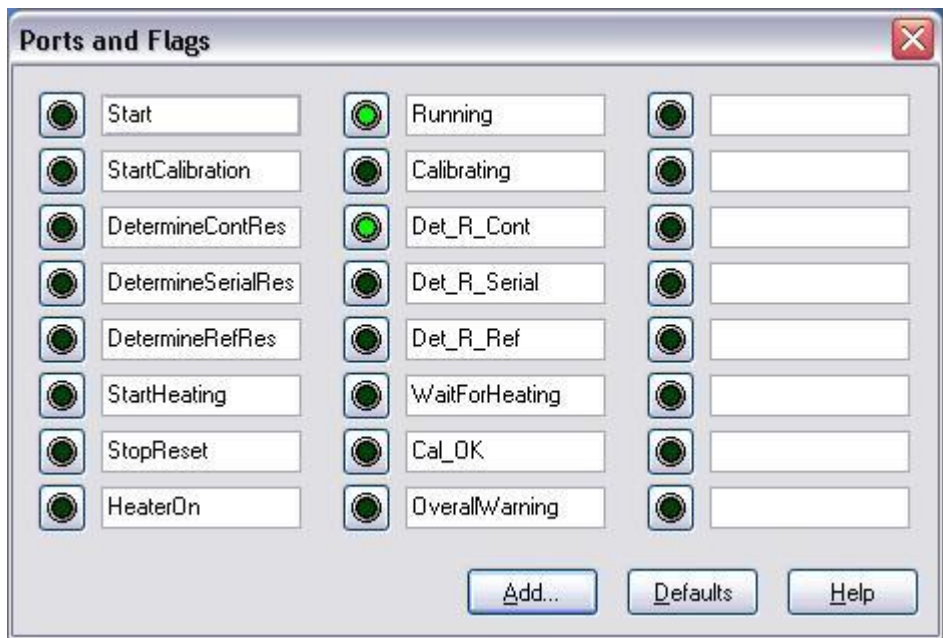 Ports and Flags
Start Running
StartCalibration Calibrating
DetermineContRes Det_R_Cont
DetermineSerialRes Det_R_Serial
DetermineRefRes Det_R_Ref
StartHeating WaitForHeating
StopReset Cal_OK
HeaterOn OverallWarning
Add... Defaults Help